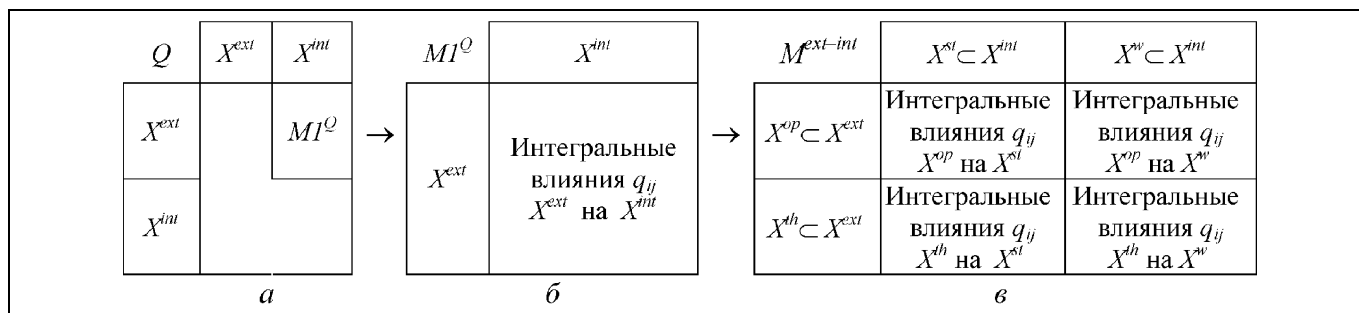 Q X^ext X^int
X^ext M1^Q
X^int
а
→
M1^Q X^int
X^ext Интегральные
влияния q_ij
X^ext на X^int
б
→
M^ext–int X^st ⊂ X^int X^w ⊂ X^int
X^op ⊂ X^ext
Интегральные
влияния q_ij
X^op на X^st
Интегральные
влияния q_ij
X^op на X^w
X^th ⊂ X^ext
Интегральные
влияния q_ij
X^th на X^st
Интегральные
влияния q_ij
X^th на X^w
в